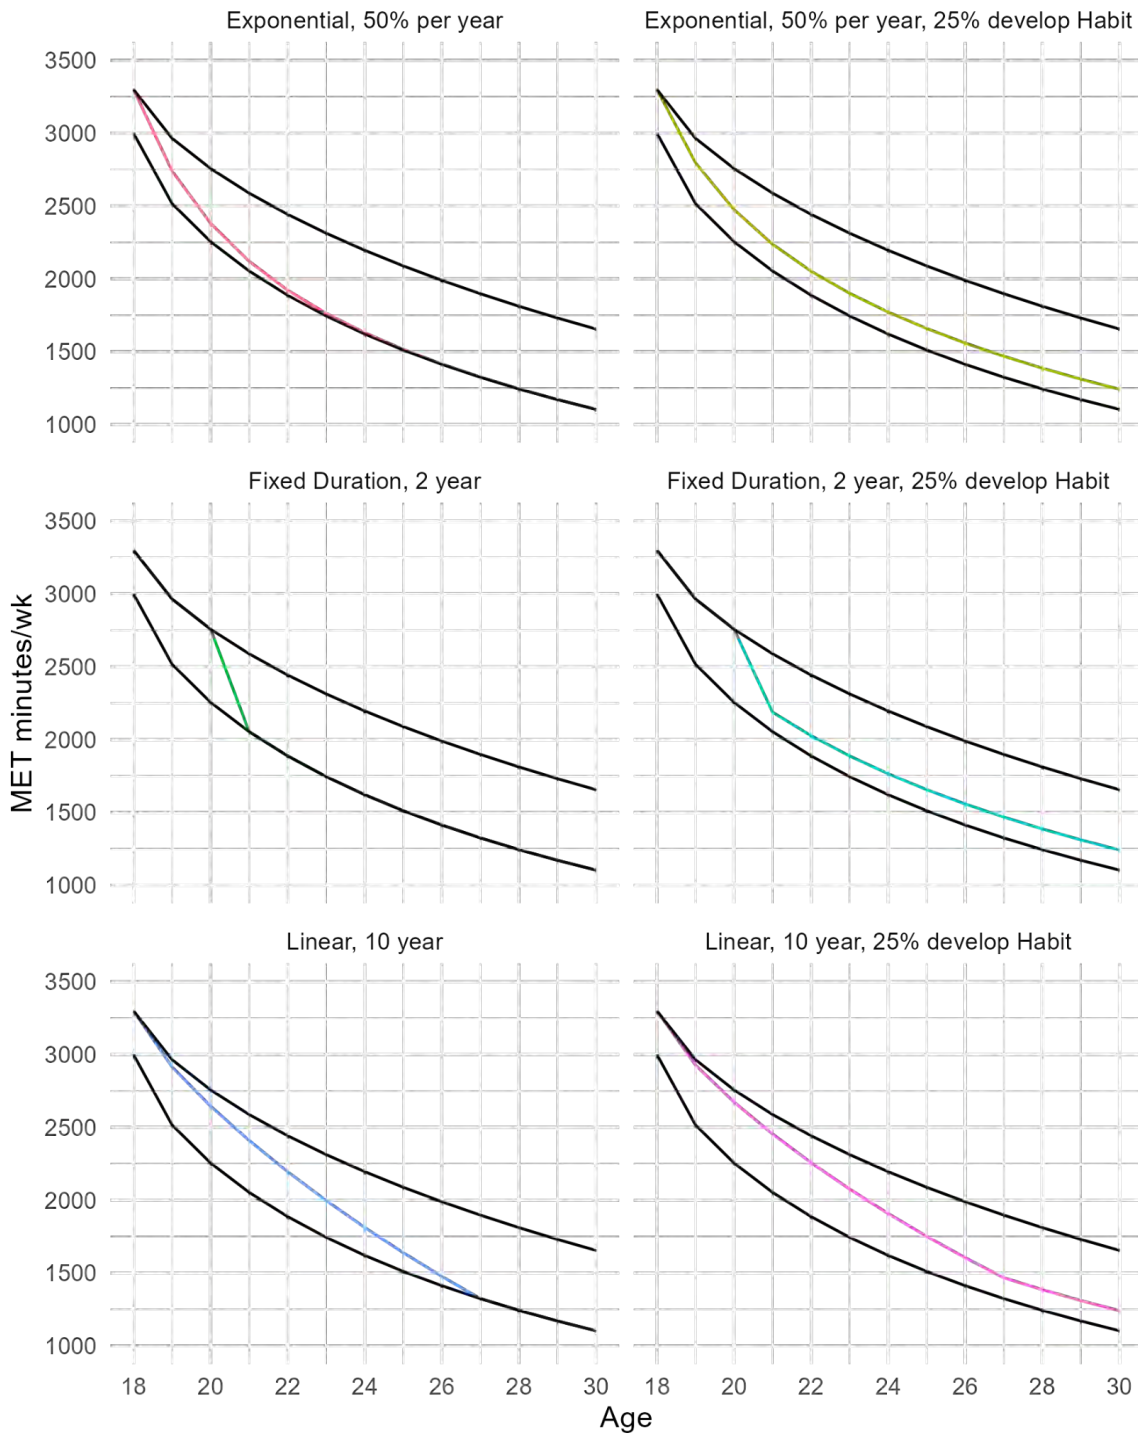 Exponential, 50% per year
Exponential, 50% per year, 25% develop Habit
3500
3000
2500
2000
1500
1000
Fixed Duration, 2 year
Fixed Duration, 2 year, 25% develop Habit
3500
3000
2500
2000
1500
1000
MET minutes/wk
Linear, 10 year
Linear, 10 year, 25% develop Habit
3500
3000
2500
2000
1500
1000
18 20 22 24 26 28 30
18 20 22 24 26 28 30
Age